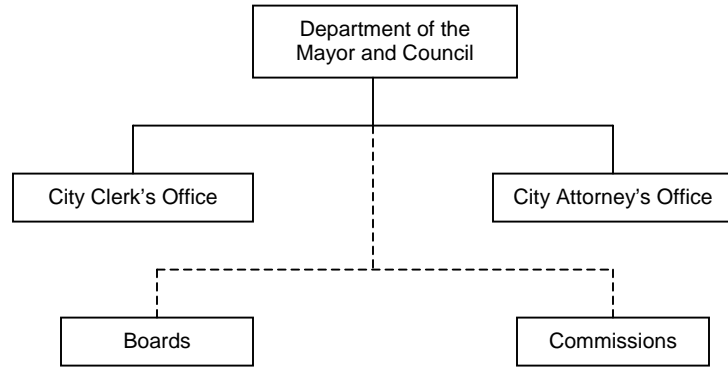 Department of the
Mayor and Council
City Clerk's Office
City Attorney's Office
Boards
Commissions